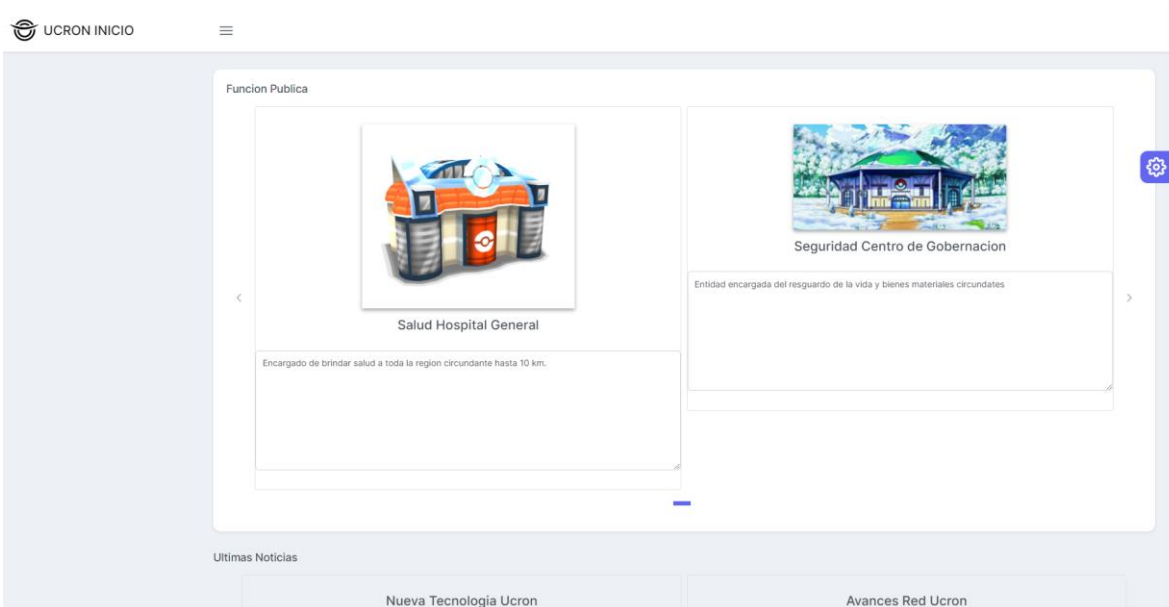 UCRON INICIO
Funcion Publica
Salud Hospital General
Encargado de brindar salud a toda la region circundante hasta 10 km.
Seguridad Centro de Gobernacion
Entidad encargada del resguardo de la vida y bienes materiales circundates
Ultimas Noticias
Nueva Tecnologia Ucron
Avances Red Ucron